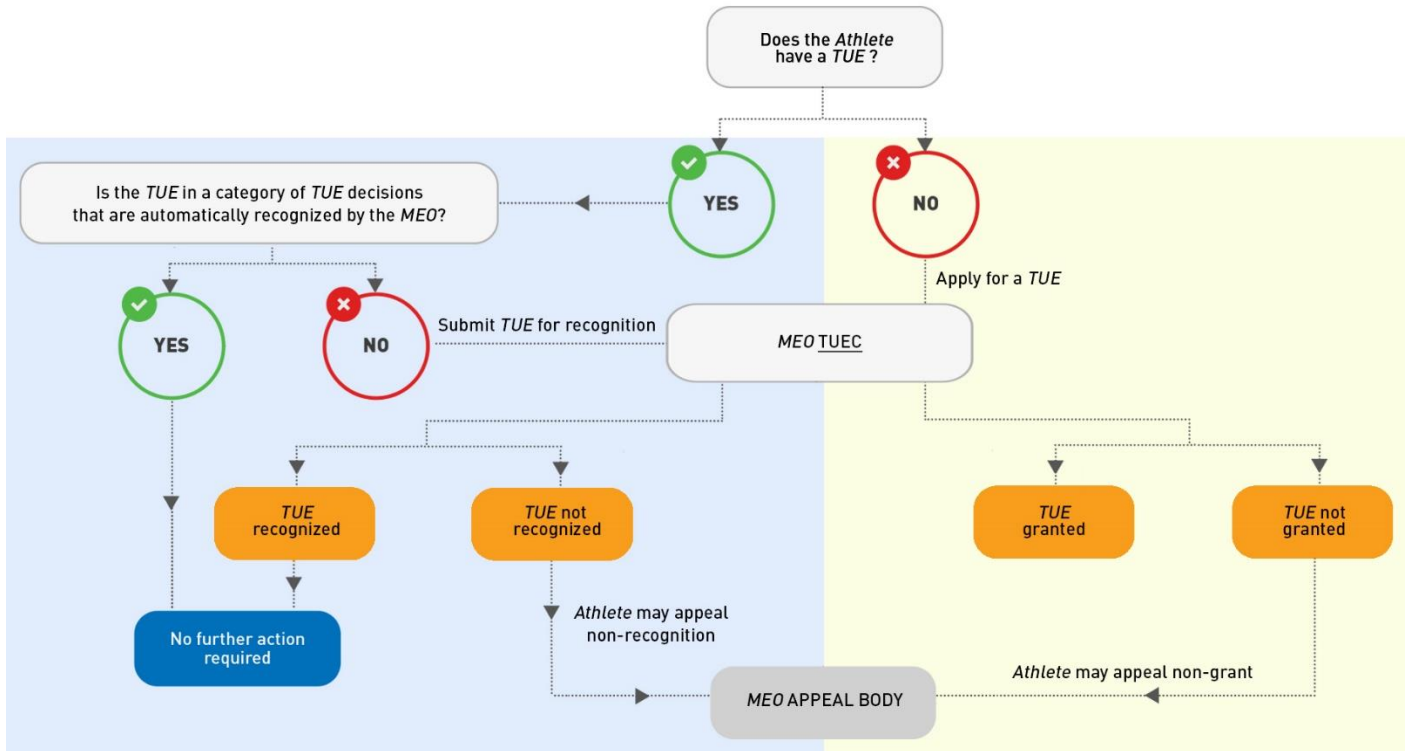 Does the Athlete
have a TUE ?
YES
NO
Is the TUE in a category of TUE decisions
that are automatically recognized by the MEO?
Apply for a TUE
YES
NO
Submit TUE for recognition
MEO TUEC
TUE
recognized
TUE not
recognized
TUE
granted
TUE not
granted
No further action
required
Athlete may appeal
non-recognition
Athlete may appeal non-grant
MEO APPEAL BODY